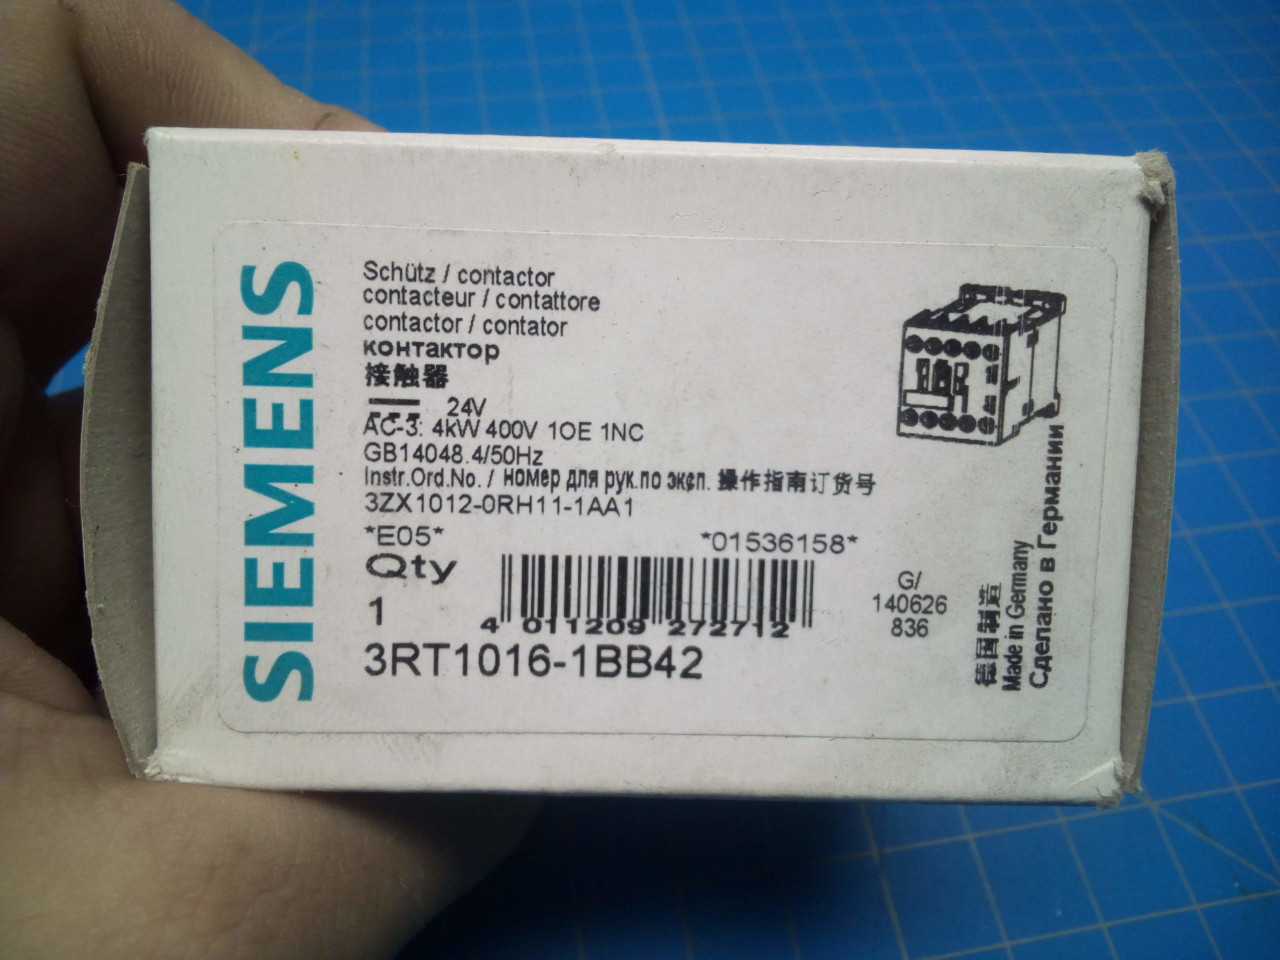 SIEMENS
Schütz / contactor
contacteur / contattore
contactor / contator
контактор
接触器
24V
AC-3: 4kW 400V 1OE 1NC
GB14048.4/50Hz
Instr.Ord.No. / номер для рук.по эксп. 操作指南订货号
3ZX1012-0RH11-1AA1
*E05* *01536158*
Qty
1
4 011209 272712
3RT1016-1BB42
G/
140626
836
德国制造
Made in Germany
Сделано в Германии